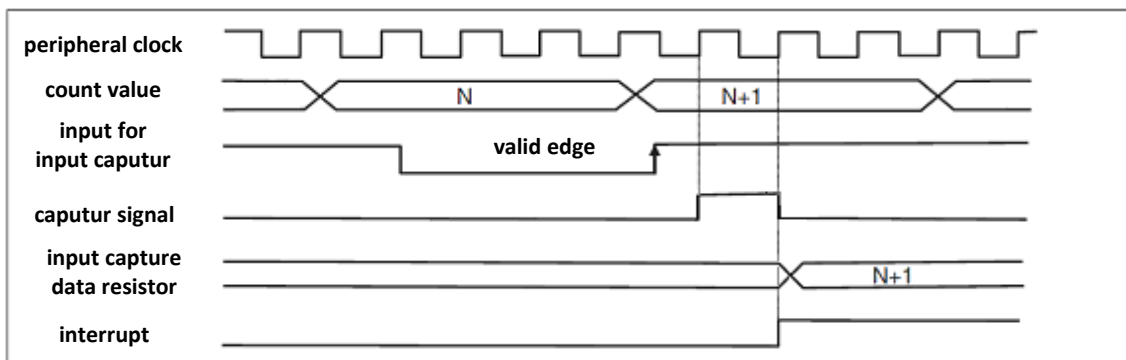 peripheral clock
count value
N
N+1
input for
input caputur
valid edge
caputur signal
input capture
data resistor
N+1
interrupt